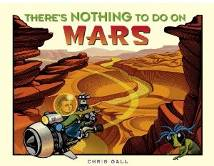 THERE'S NOTHING TO DO ON
MARS
CHRIS GALL